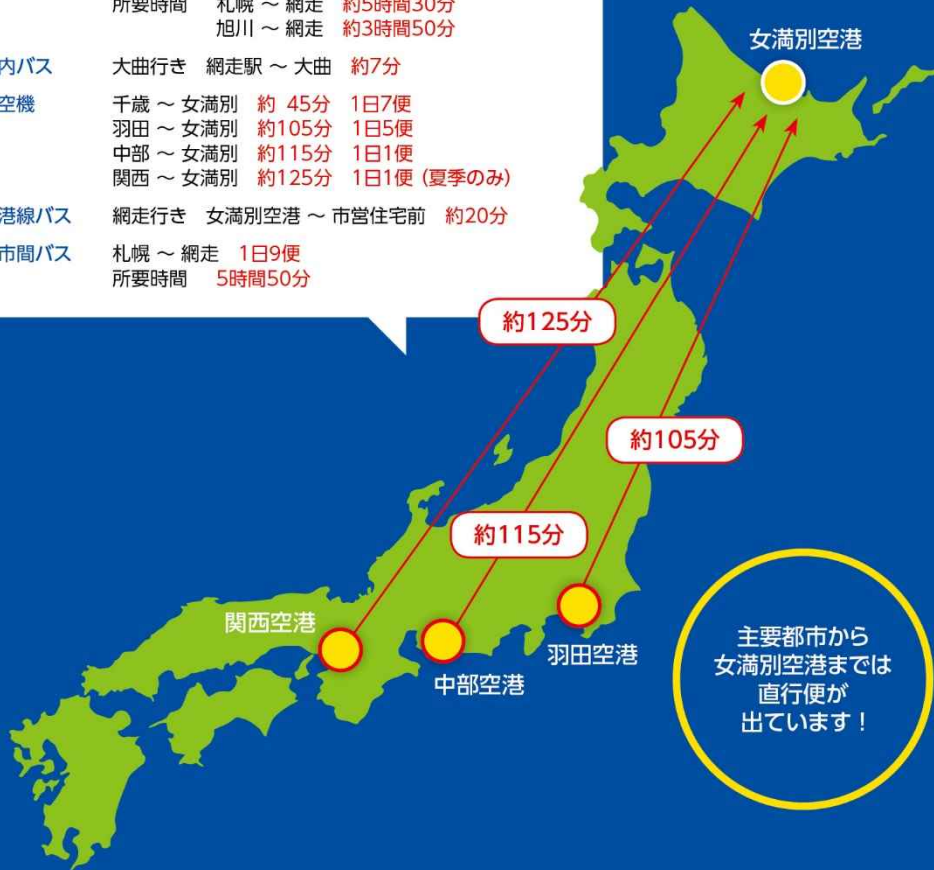 所要時間 札幌 ～ 網走 約5時間30分
旭川 ～ 網走 約3時間50分
内バス 大曲行き 網走駅 ～ 大曲 約7分
空機 千歳 ～ 女満別 約 45分 1日7便
羽田 ～ 女満別 約105分 1日5便
中部 ～ 女満別 約115分 1日1便
関西 ～ 女満別 約125分 1日1便 (夏季のみ)
港線バス 網走行き 女満別空港 ～ 市営住宅前 約20分
市間バス 札幌 ～ 網走 1日9便
所要時間 5時間50分
女満別空港
約125分
約105分
約115分
関西空港
中部空港
羽田空港
主要都市から
女満別空港までは
直行便が
出ています！